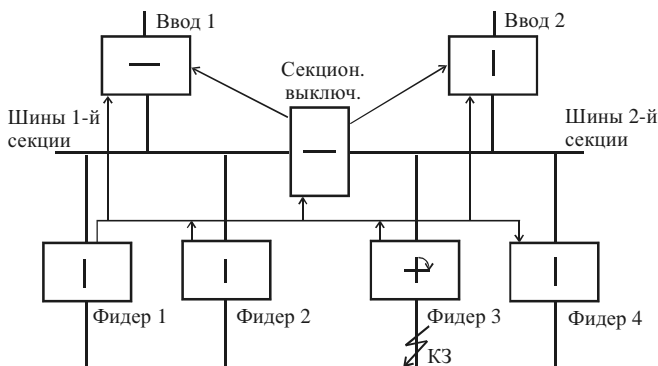 Ввод 1
Ввод 2
Секцион.
выключ.
Шины 1-й
секции
Шины 2-й
секции
Фидер 1
Фидер 2
Фидер 3
Фидер 4
КЗ